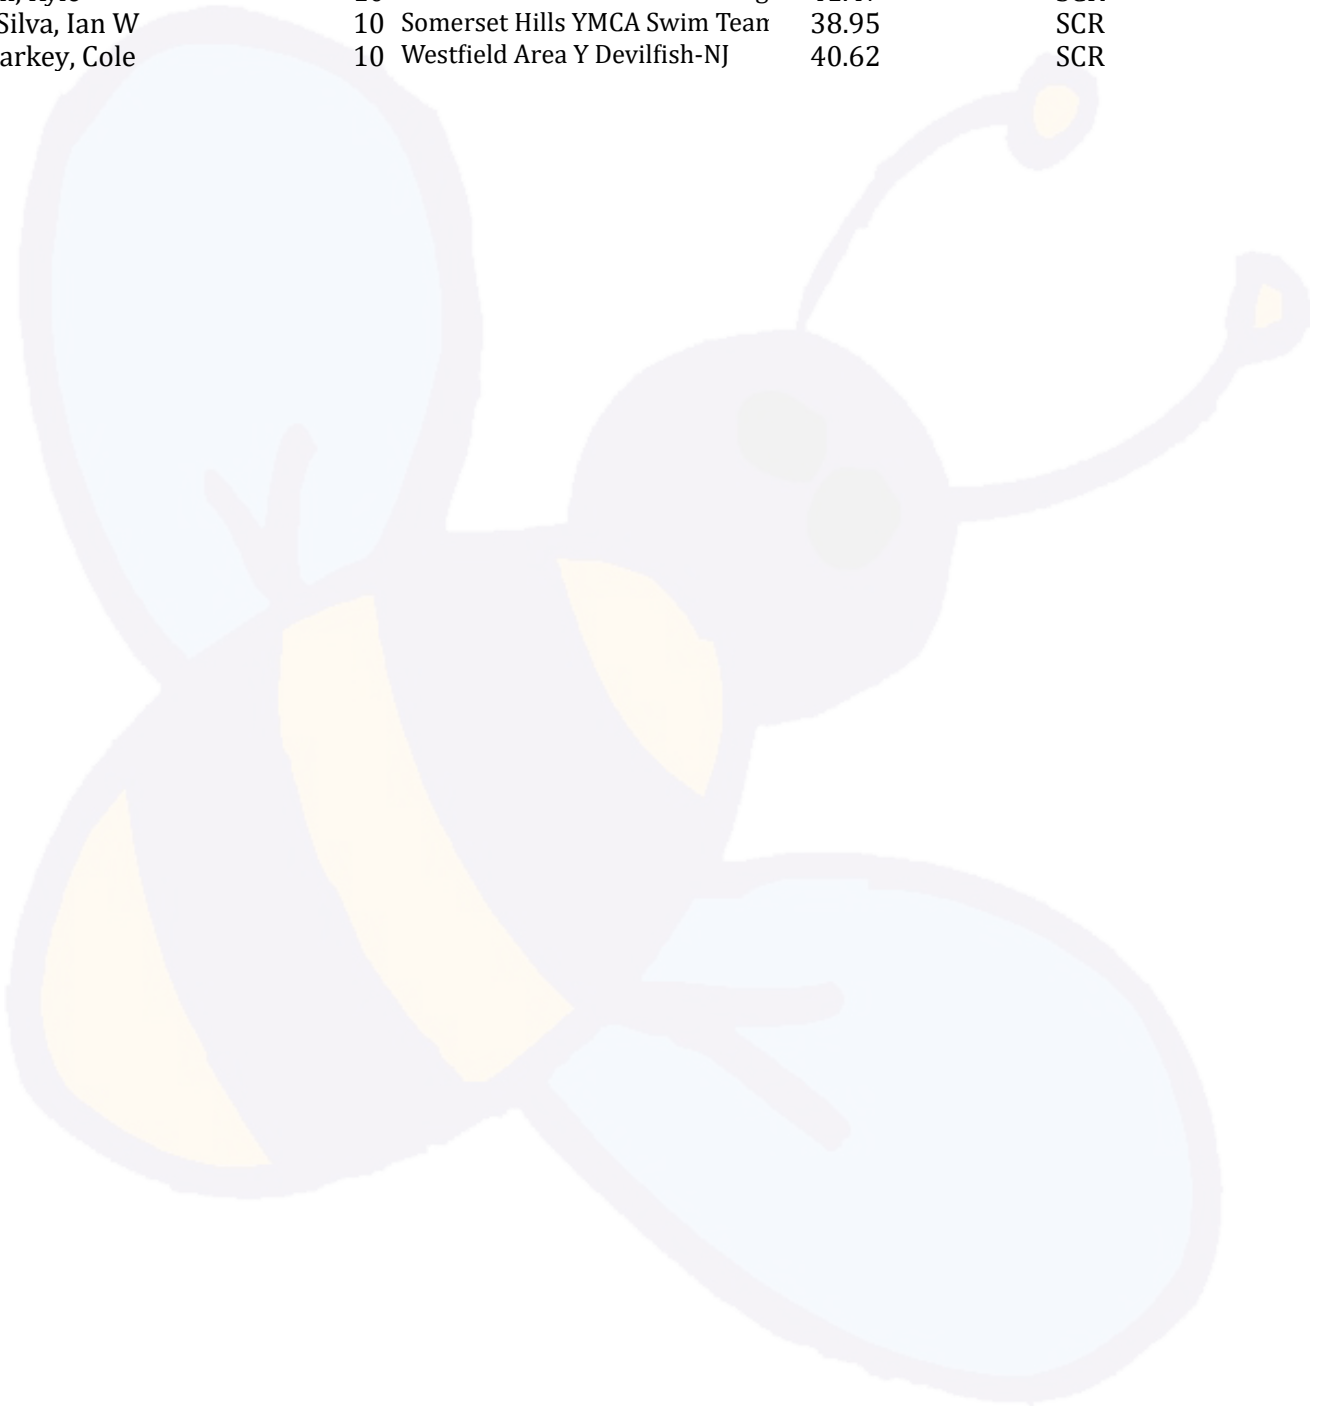 Silva, Ian W 10 Somerset Hills YMCA Swim Team 38.95 SCR
arkey, Cole 10 Westfield Area Y Devilfish-NJ 40.62 SCR